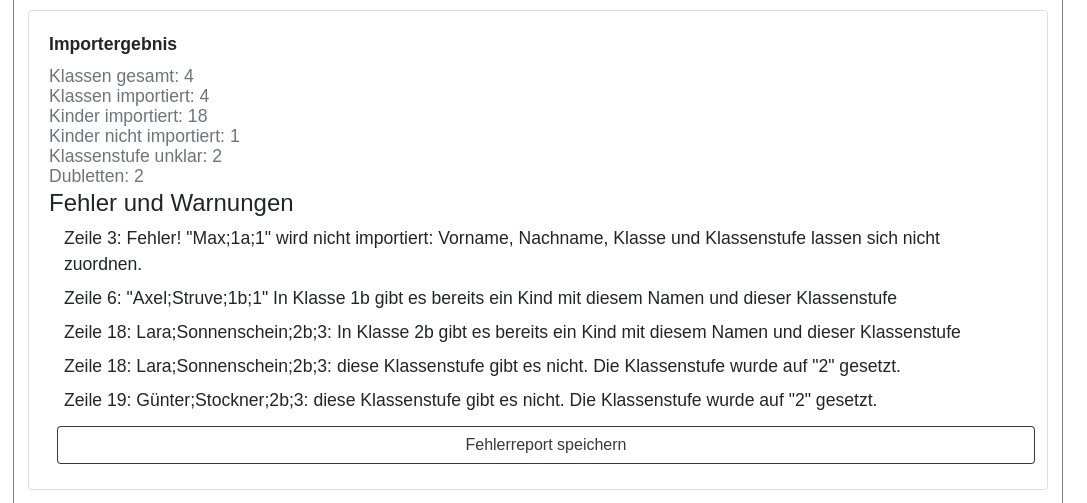 Importergebnis
Klassen gesamt: 4
Klassen importiert: 4
Kinder importiert: 18
Kinder nicht importiert: 1
Klassenstufe unklar: 2
Dubletten: 2
Fehler und Warnungen
Zeile 3: Fehler! "Max;1a;1" wird nicht importiert: Vorname, Nachname, Klasse und Klassenstufe lassen sich nicht
zuordnen.
Zeile 6: "Axel;Struve;1b;1" In Klasse 1b gibt es bereits ein Kind mit diesem Namen und dieser Klassenstufe
Zeile 18: Lara;Sonnenschein;2b;3: In Klasse 2b gibt es bereits ein Kind mit diesem Namen und dieser Klassenstufe
Zeile 18: Lara;Sonnenschein;2b;3: diese Klassenstufe gibt es nicht. Die Klassenstufe wurde auf "2" gesetzt.
Zeile 19: Günter;Stockner;2b;3: diese Klassenstufe gibt es nicht. Die Klassenstufe wurde auf "2" gesetzt.
Fehlerreport speichern